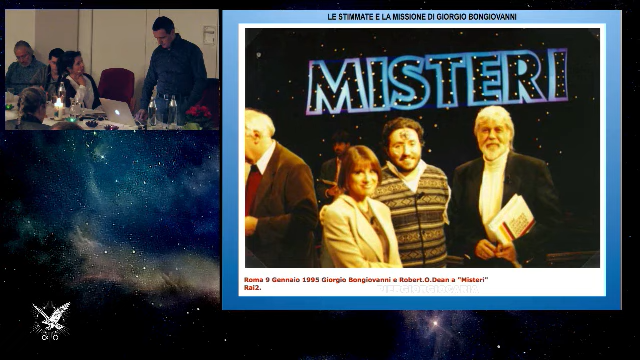 LE STIMMATE E LA MISSIONE DI GIORGIO BONGIOVANNI
MISTERI
Roma 9 Gennaio 1995 Giorgio Bongiovanni e Robert.O.Dean a "Misteri"
Rai2.